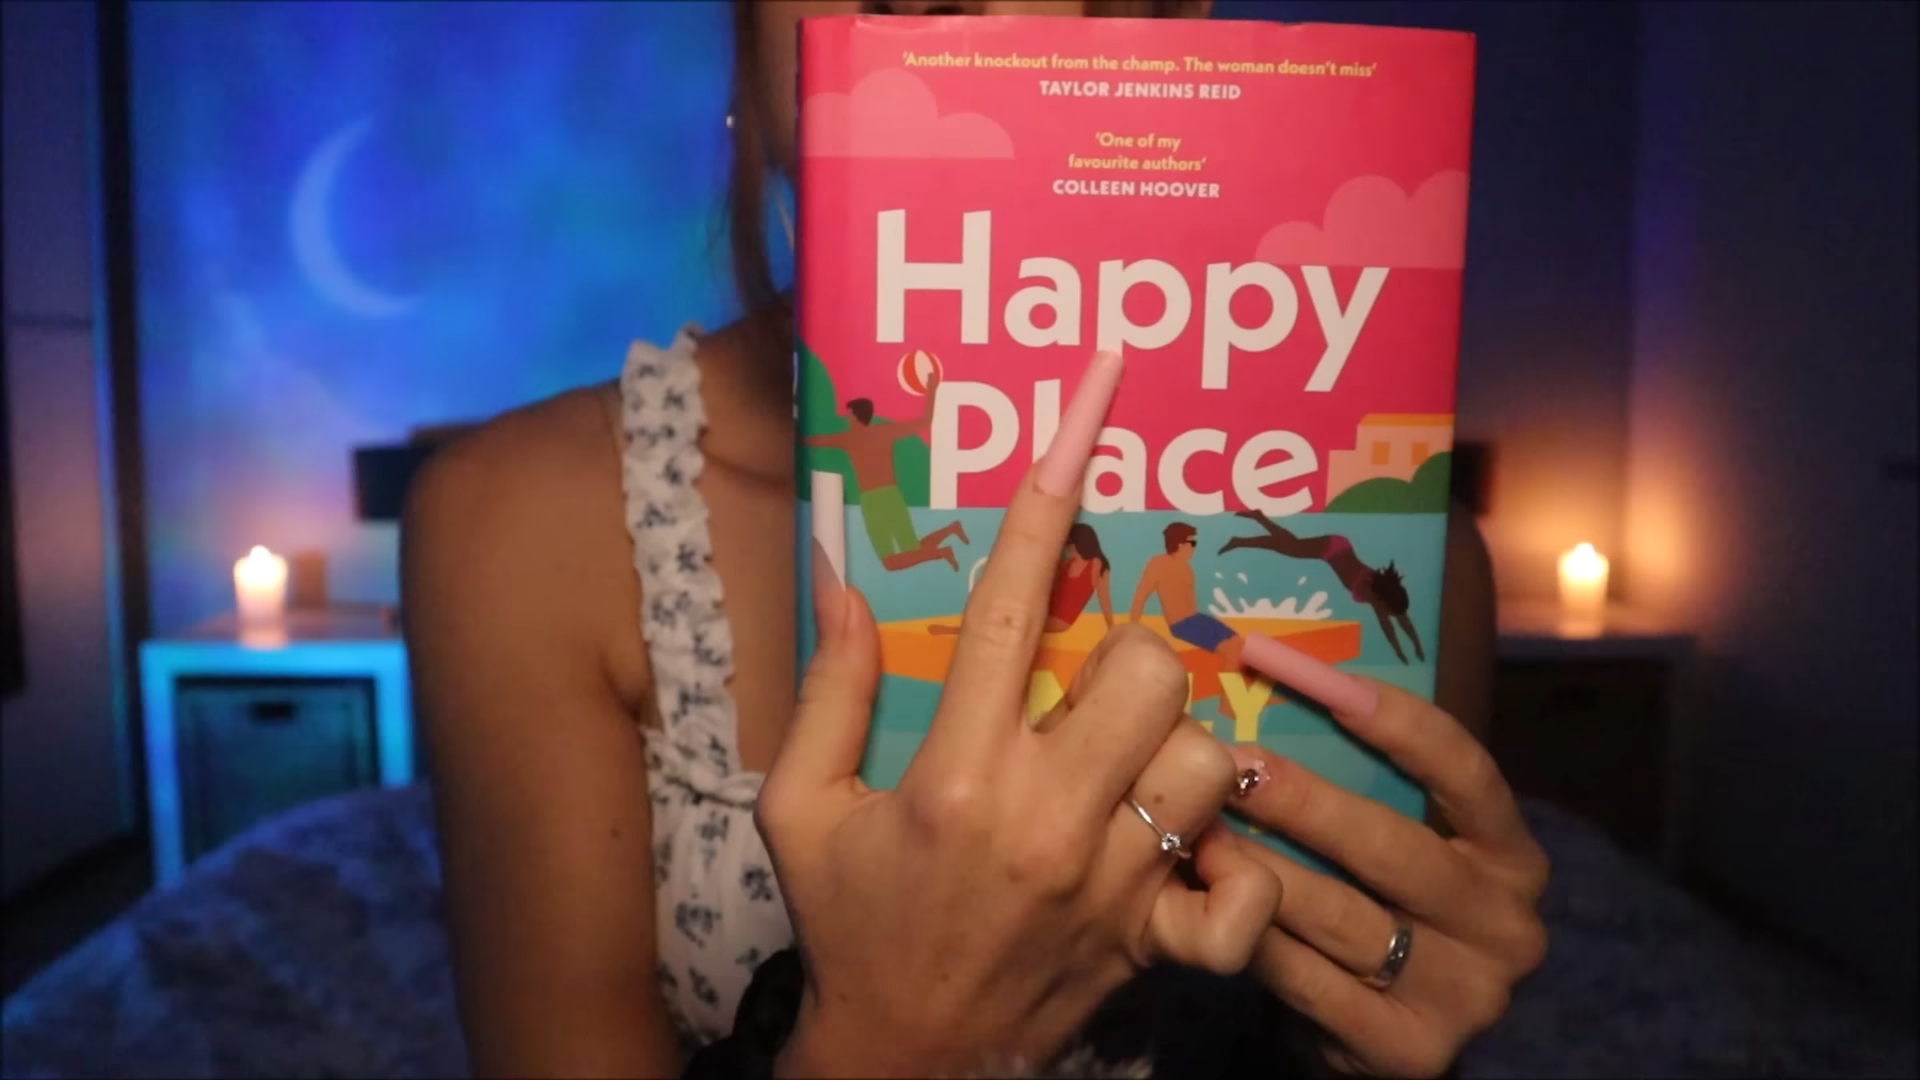 'Another knockout from the champ. The woman doesn't miss'
TAYLOR JENKINS REID
'One of my
favourite authors'
COLLEEN HOOVER
Happy
Place